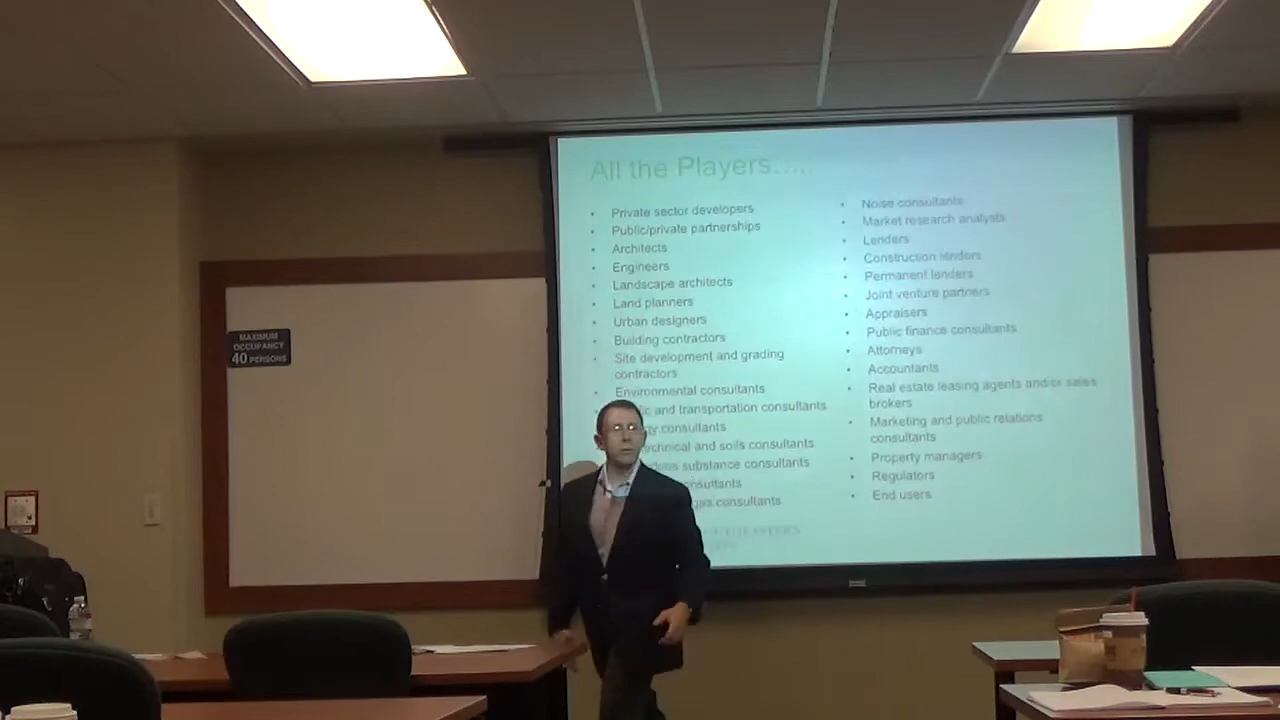 All the Players.....
• Private sector developers
• Public/private partnerships
• Architects
• Engineers
• Landscape architects
• Land planners
• Urban designers
• Building contractors
• Site development and grading
contractors
• Environmental consultants
and transportation consultants
consultants
and soils consultants
substance consultants
consultants
consultants
• Noise consultants
• Market research analysts
• Lenders
• Construction lenders
• Permanent lenders
• Joint venture partners
• Appraisers
• Public finance consultants
• Attorneys
• Accountants
• Real estate leasing agents and/or sales
brokers
• Marketing and public relations
consultants
• Property managers
• Regulators
• End users
MAXIMUM
OCCUPANCY
40 PERSONS